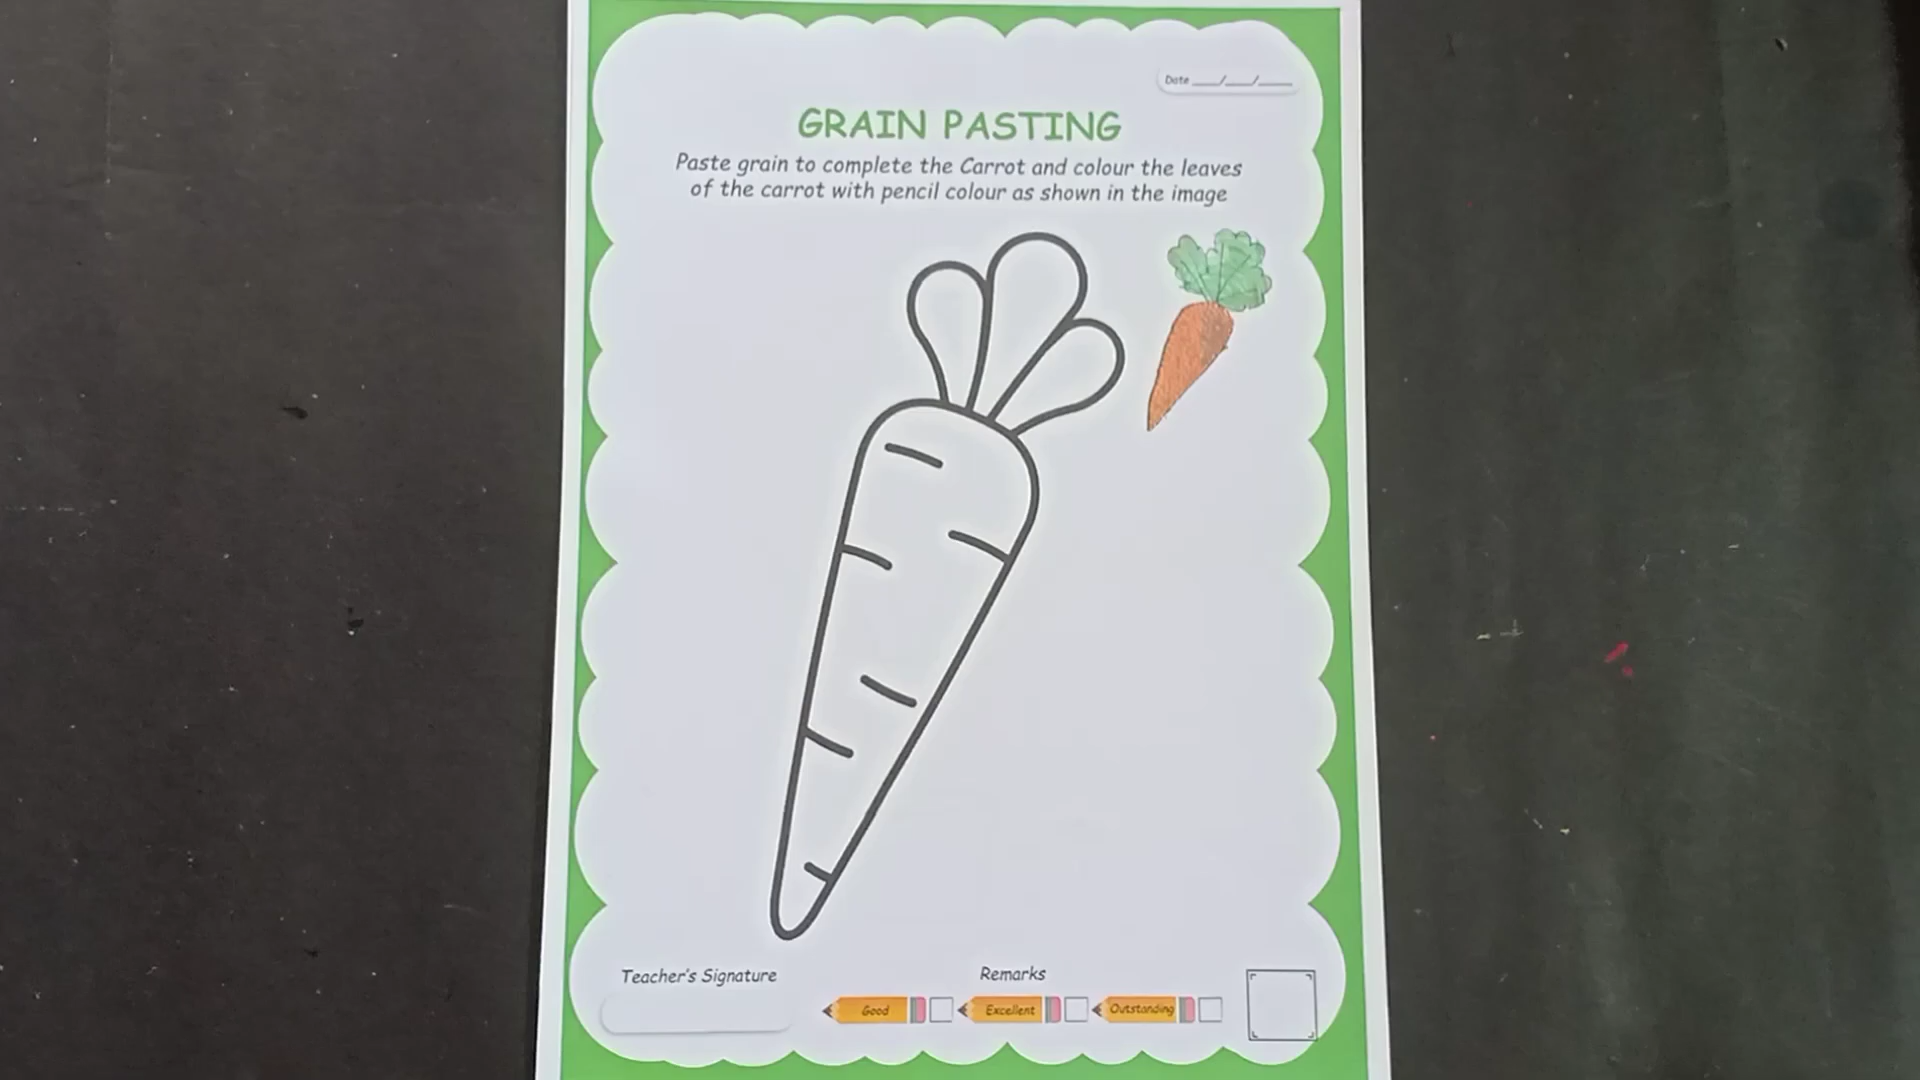 Date ___/___/____
GRAIN PASTING
Paste grain to complete the Carrot and colour the leaves
of the carrot with pencil colour as shown in the image
Teacher's Signature
Remarks
Good
Excellent
Outstanding